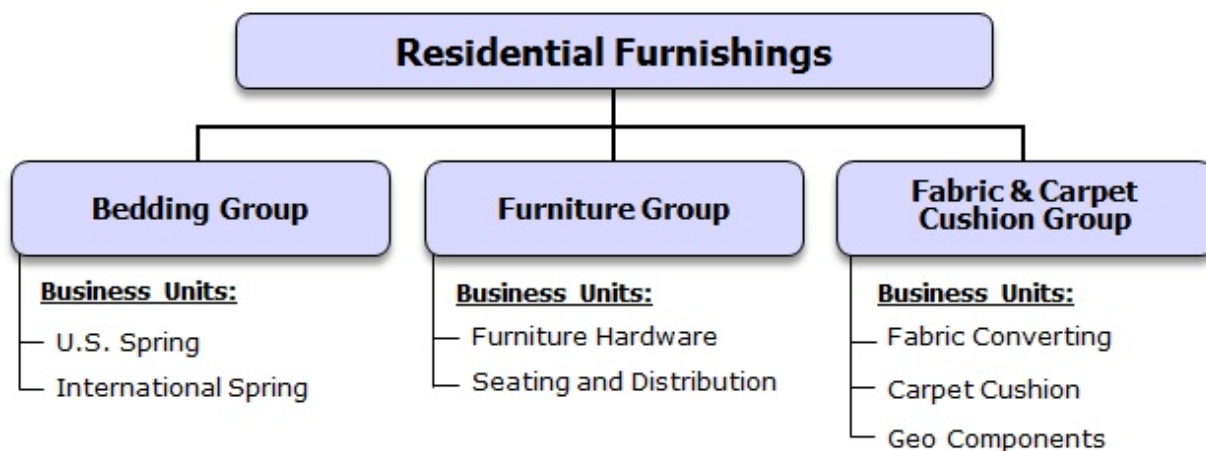 Residential Furnishings
Bedding Group
Business Units:
U.S. Spring
International Spring
Furniture Group
Business Units:
Furniture Hardware
Seating and Distribution
Fabric & Carpet
Cushion Group
Business Units:
Fabric Converting
Carpet Cushion
Geo Components